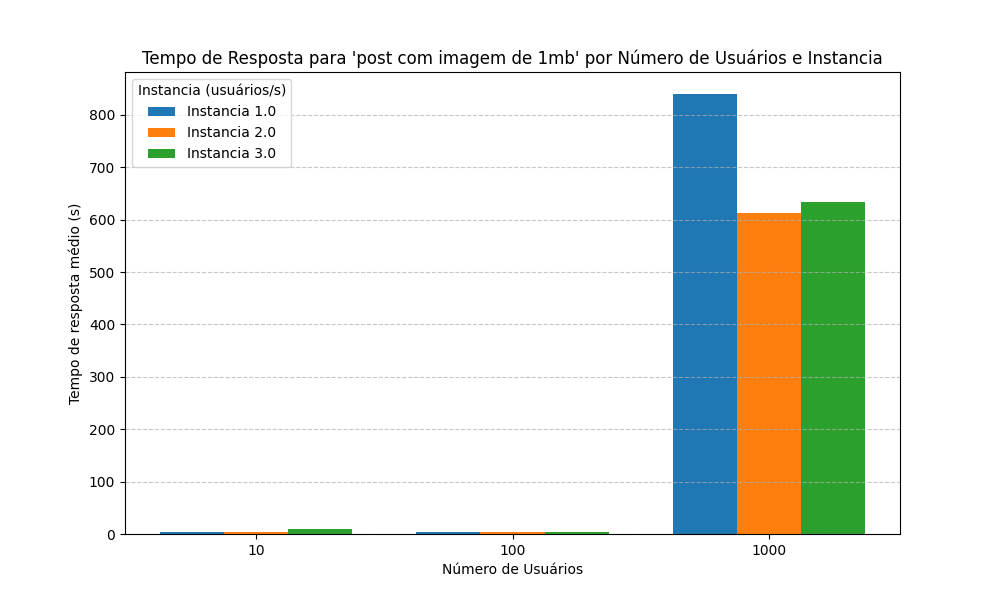 Tempo de Resposta para 'post com imagem de 1mb' por Número de Usuários e Instancia
Instancia (usuários/s)
Instancia 1.0
Instancia 2.0
Instancia 3.0
Tempo de resposta médio (s)
800
700
600
500
400
300
200
100
0
10
100
1000
Número de Usuários